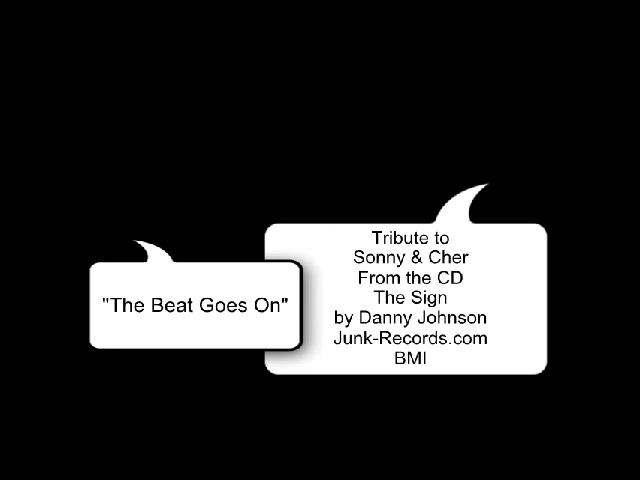 "The Beat Goes On"
Tribute to
Sonny & Cher
From the CD
The Sign
by Danny Johnson
Junk-Records.com
BMI